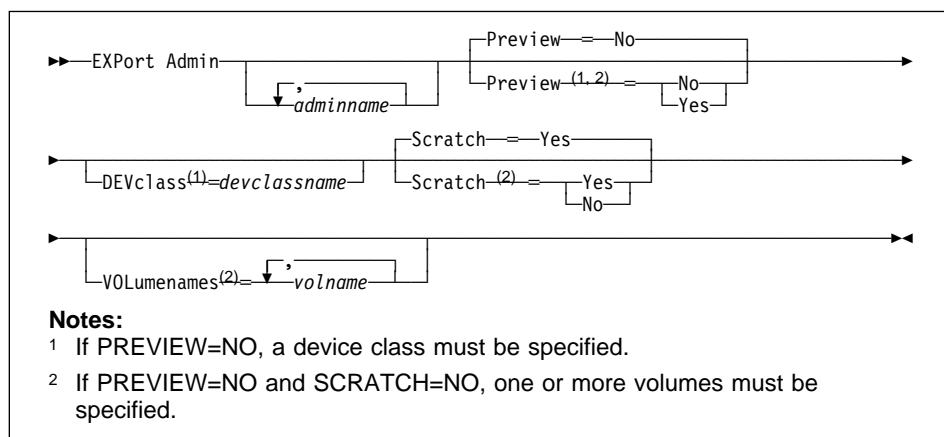 Preview = No
EXPort Admin
,
adminname
Preview (1, 2) = No
Yes
Scratch = Yes
DEVclass(1)=devclassname
Scratch (2) = Yes
No
,
VOLumenames(2)= volname
Notes:
1 If PREVIEW=NO, a device class must be specified.
2 If PREVIEW=NO and SCRATCH=NO, one or more volumes must be
specified.